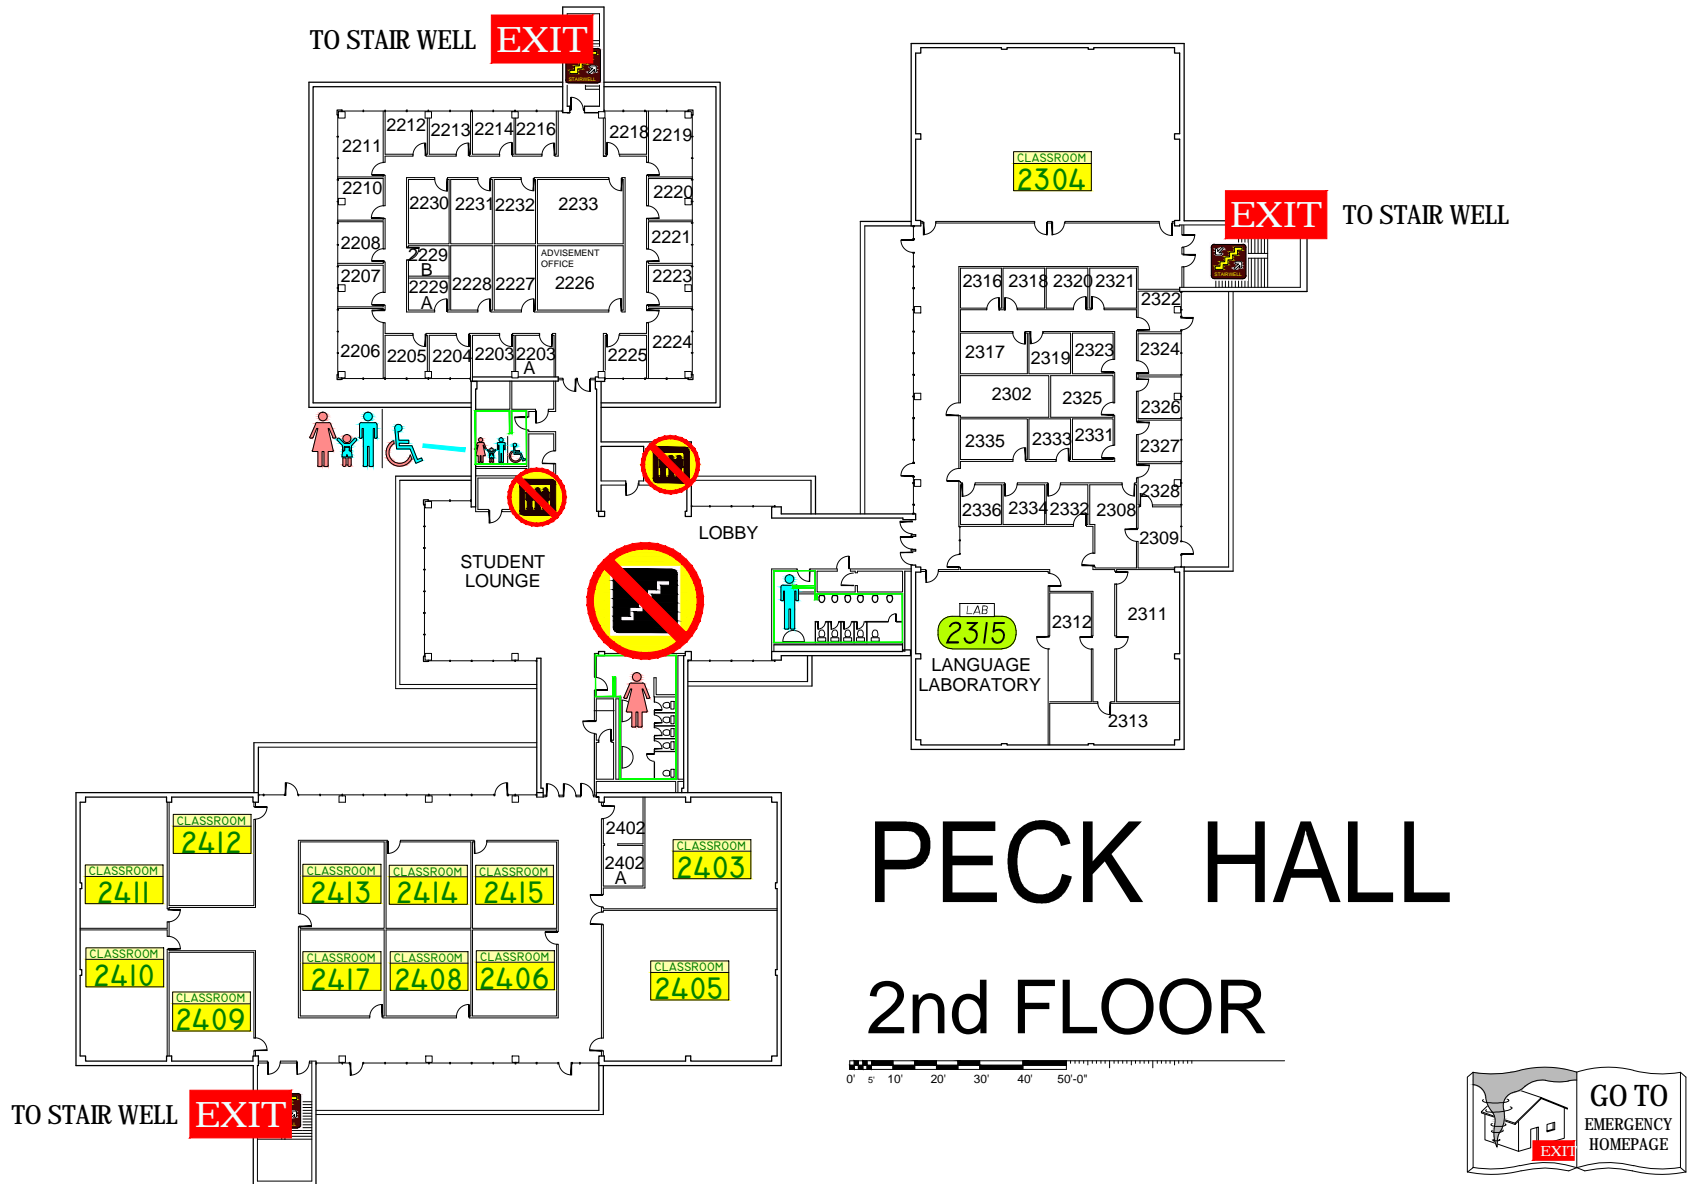 TO STAIR WELL EXIT
STAIRWELL
2211
2212
2213
2214
2216
2218
2219
2210
2220
2230
2231
2232
2233
2208
2221
2229
B
ADVISEMENT
OFFICE
2207
2229
A
2228
2227
2226
2223
2206
2205
2204
2203
2203
A
2225
2224
CLASSROOM
2304
EXIT TO STAIR WELL
STAIRWELL
2316
2318
2320
2321
2322
2317
2319
2323
2324
2302
2325
2326
2335
2333
2331
2327
2336
2334
2332
2308
2328
2309
LOBBY
STUDENT
LOUNGE
LAB
2315
LANGUAGE
LABORATORY
2312
2311
2313
CLASSROOM
2412
CLASSROOM
2411
CLASSROOM
2413
CLASSROOM
2414
CLASSROOM
2415
2402
2402
A
CLASSROOM
2403
CLASSROOM
2410
CLASSROOM
2409
CLASSROOM
2417
CLASSROOM
2408
CLASSROOM
2406
CLASSROOM
2405
PECK HALL
2nd FLOOR
0' 5' 10' 20' 30' 40' 50'-0"
TO STAIR WELL EXIT
GO TO
EMERGENCY
HOMEPAGE
EXIT